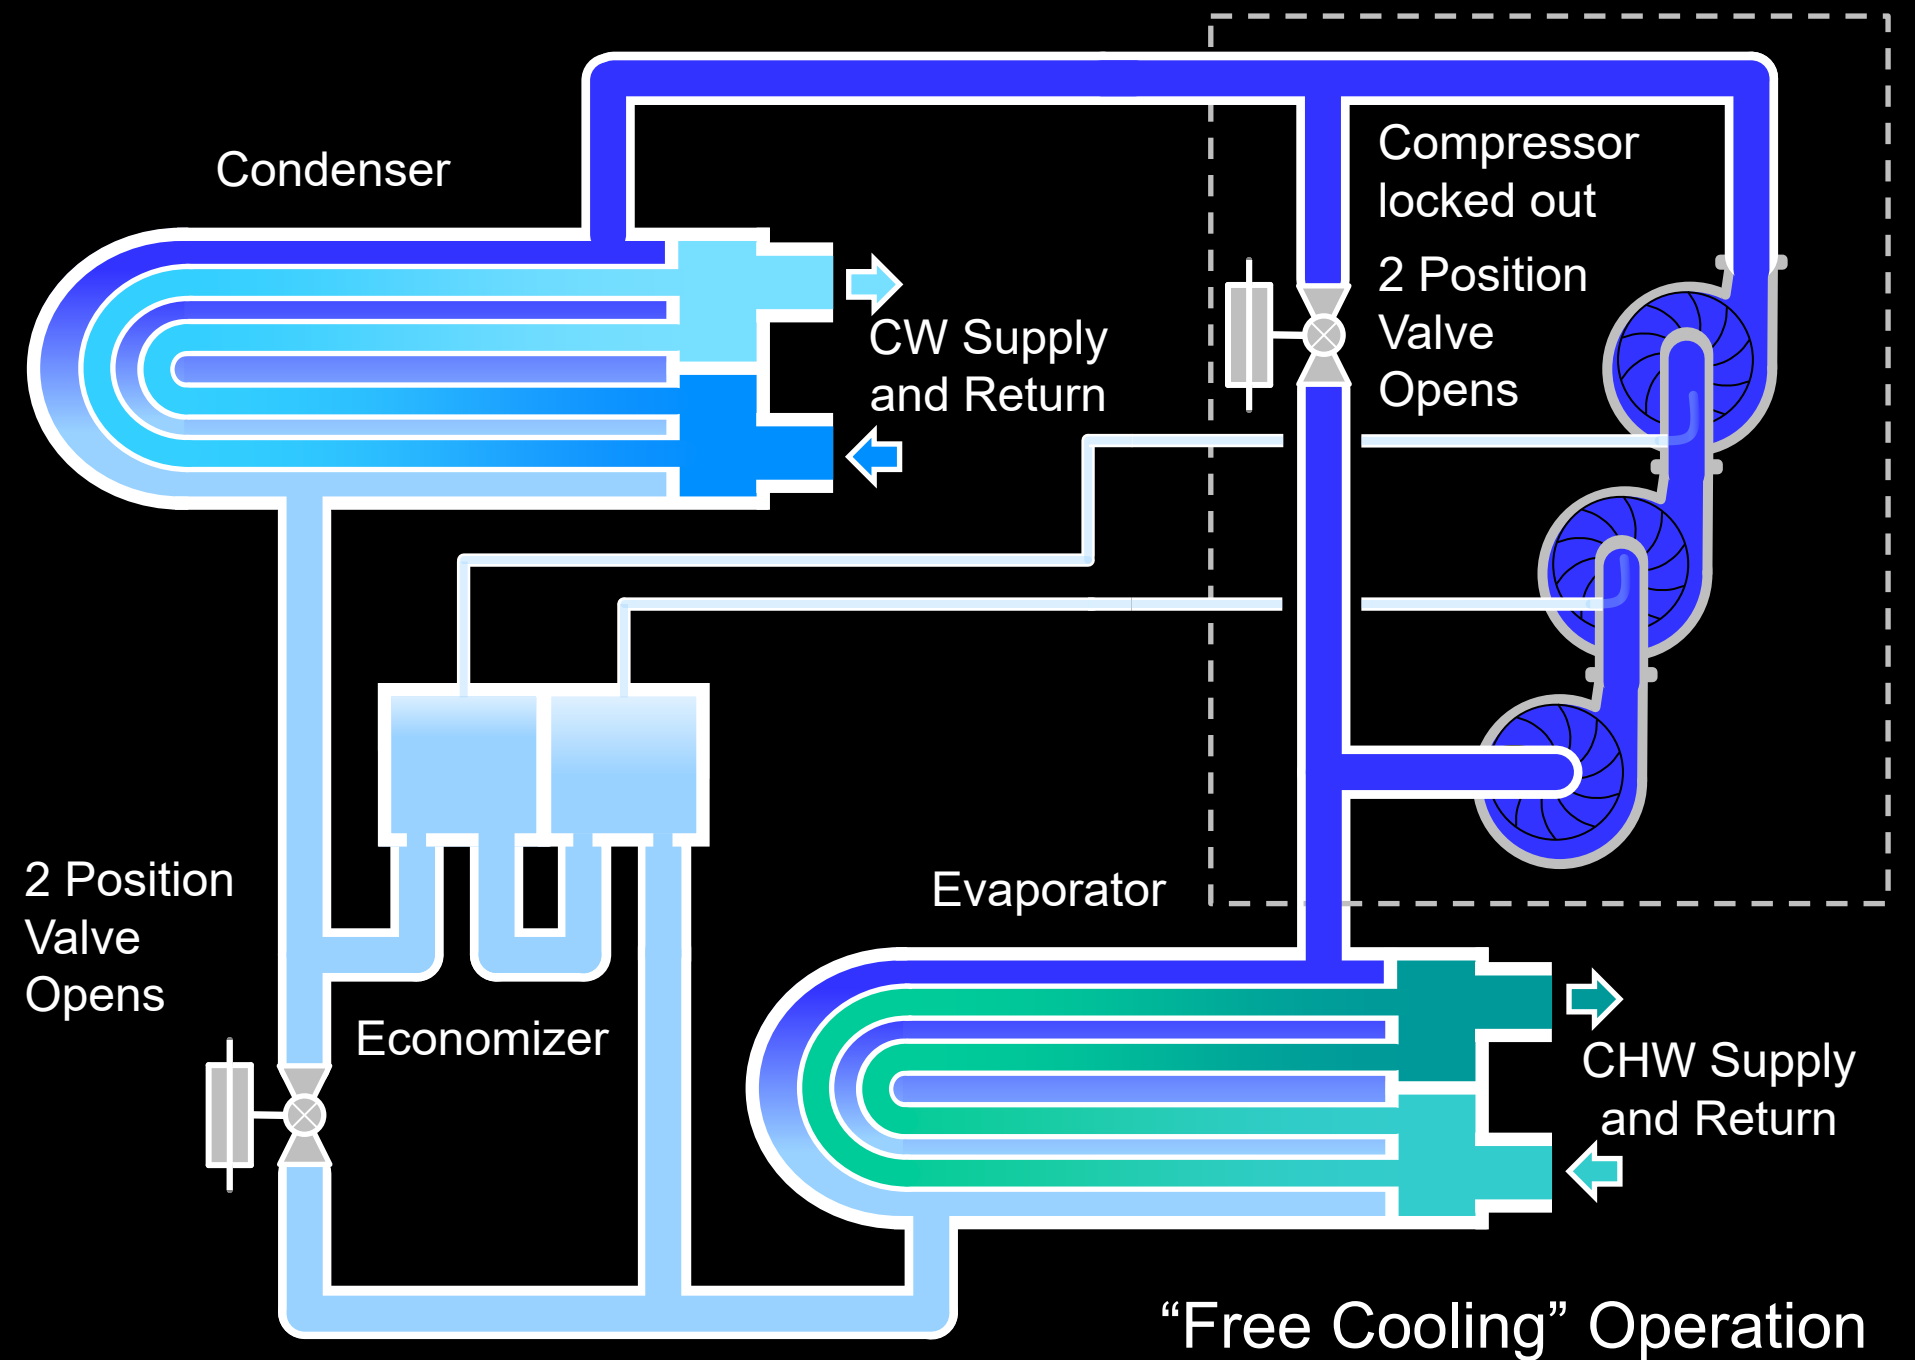 Condenser
Compressor
locked out
2 Position
Valve
Opens
CW Supply
and Return
2 Position
Valve
Opens
Economizer
Evaporator
CHW Supply
and Return
“Free Cooling” Operation